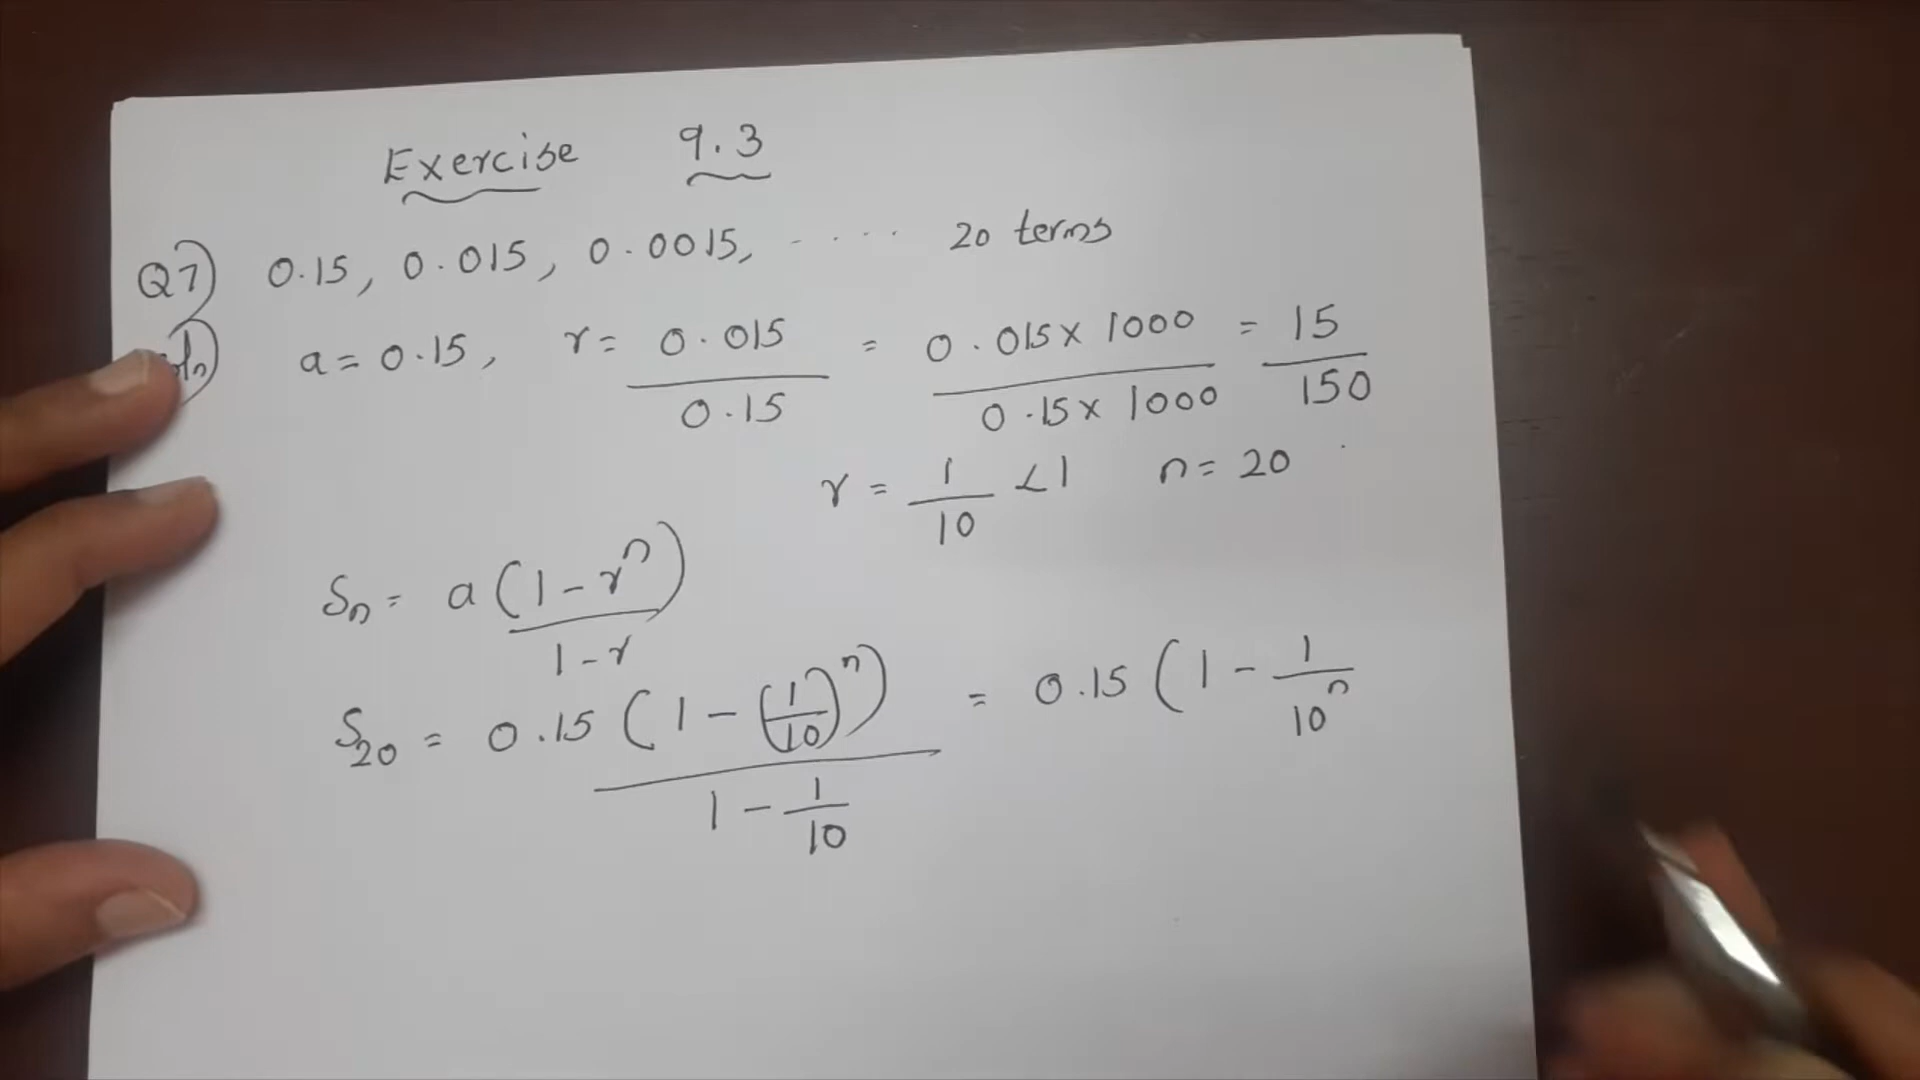 Exercise 9.3
Q7) 0.15, 0.015, 0.0015, ..... 20 terms
a = 0.15, r = 0.015/0.15 = 0.015 x 1000/0.15 x 1000 = 15/150
r = 1/10 < 1 n = 20
Sn = a(1 - r^n)/1 - r
S20 = 0.15 (1 - (1/10)^n)/1 - 1/10 = 0.15 (1 - 1/10^n